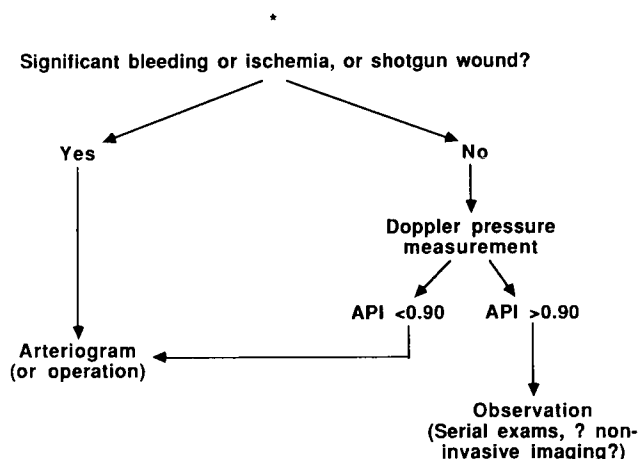 *
Significant bleeding or ischemia, or shotgun wound?
Yes
No
Doppler pressure
measurement
API <0.90
API >0.90
Arteriogram
(or operation)
Observation
(Serial exams, ? non-
invasive imaging?)